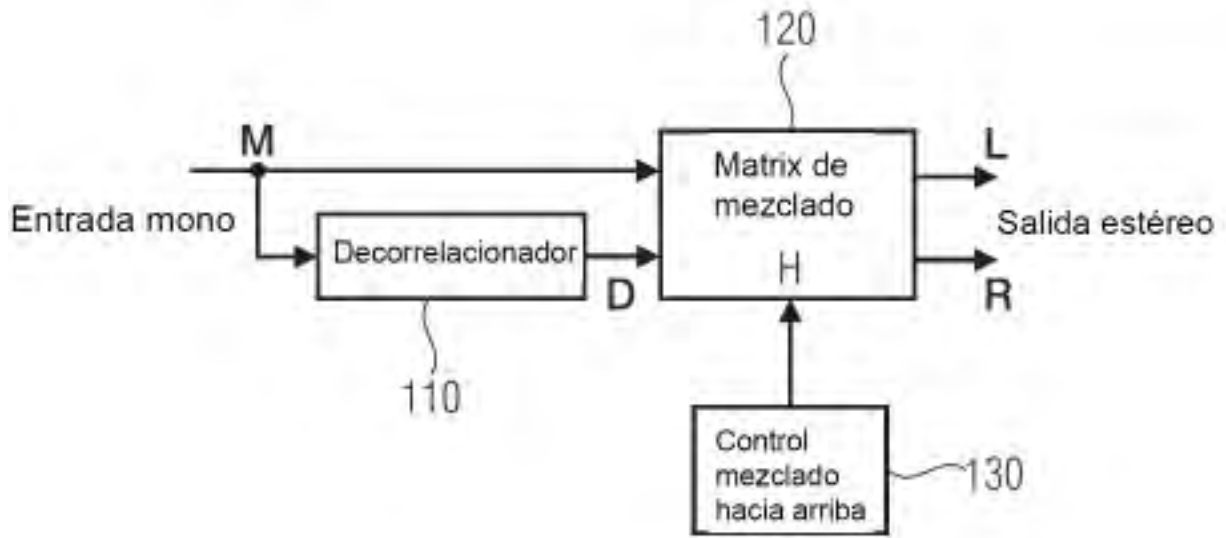 120
M
L
Matrix de
mezclado
Entrada mono
Salida estéreo
Decorrelacionador
H
D
R
110
Control
mezclado
hacia arriba
130